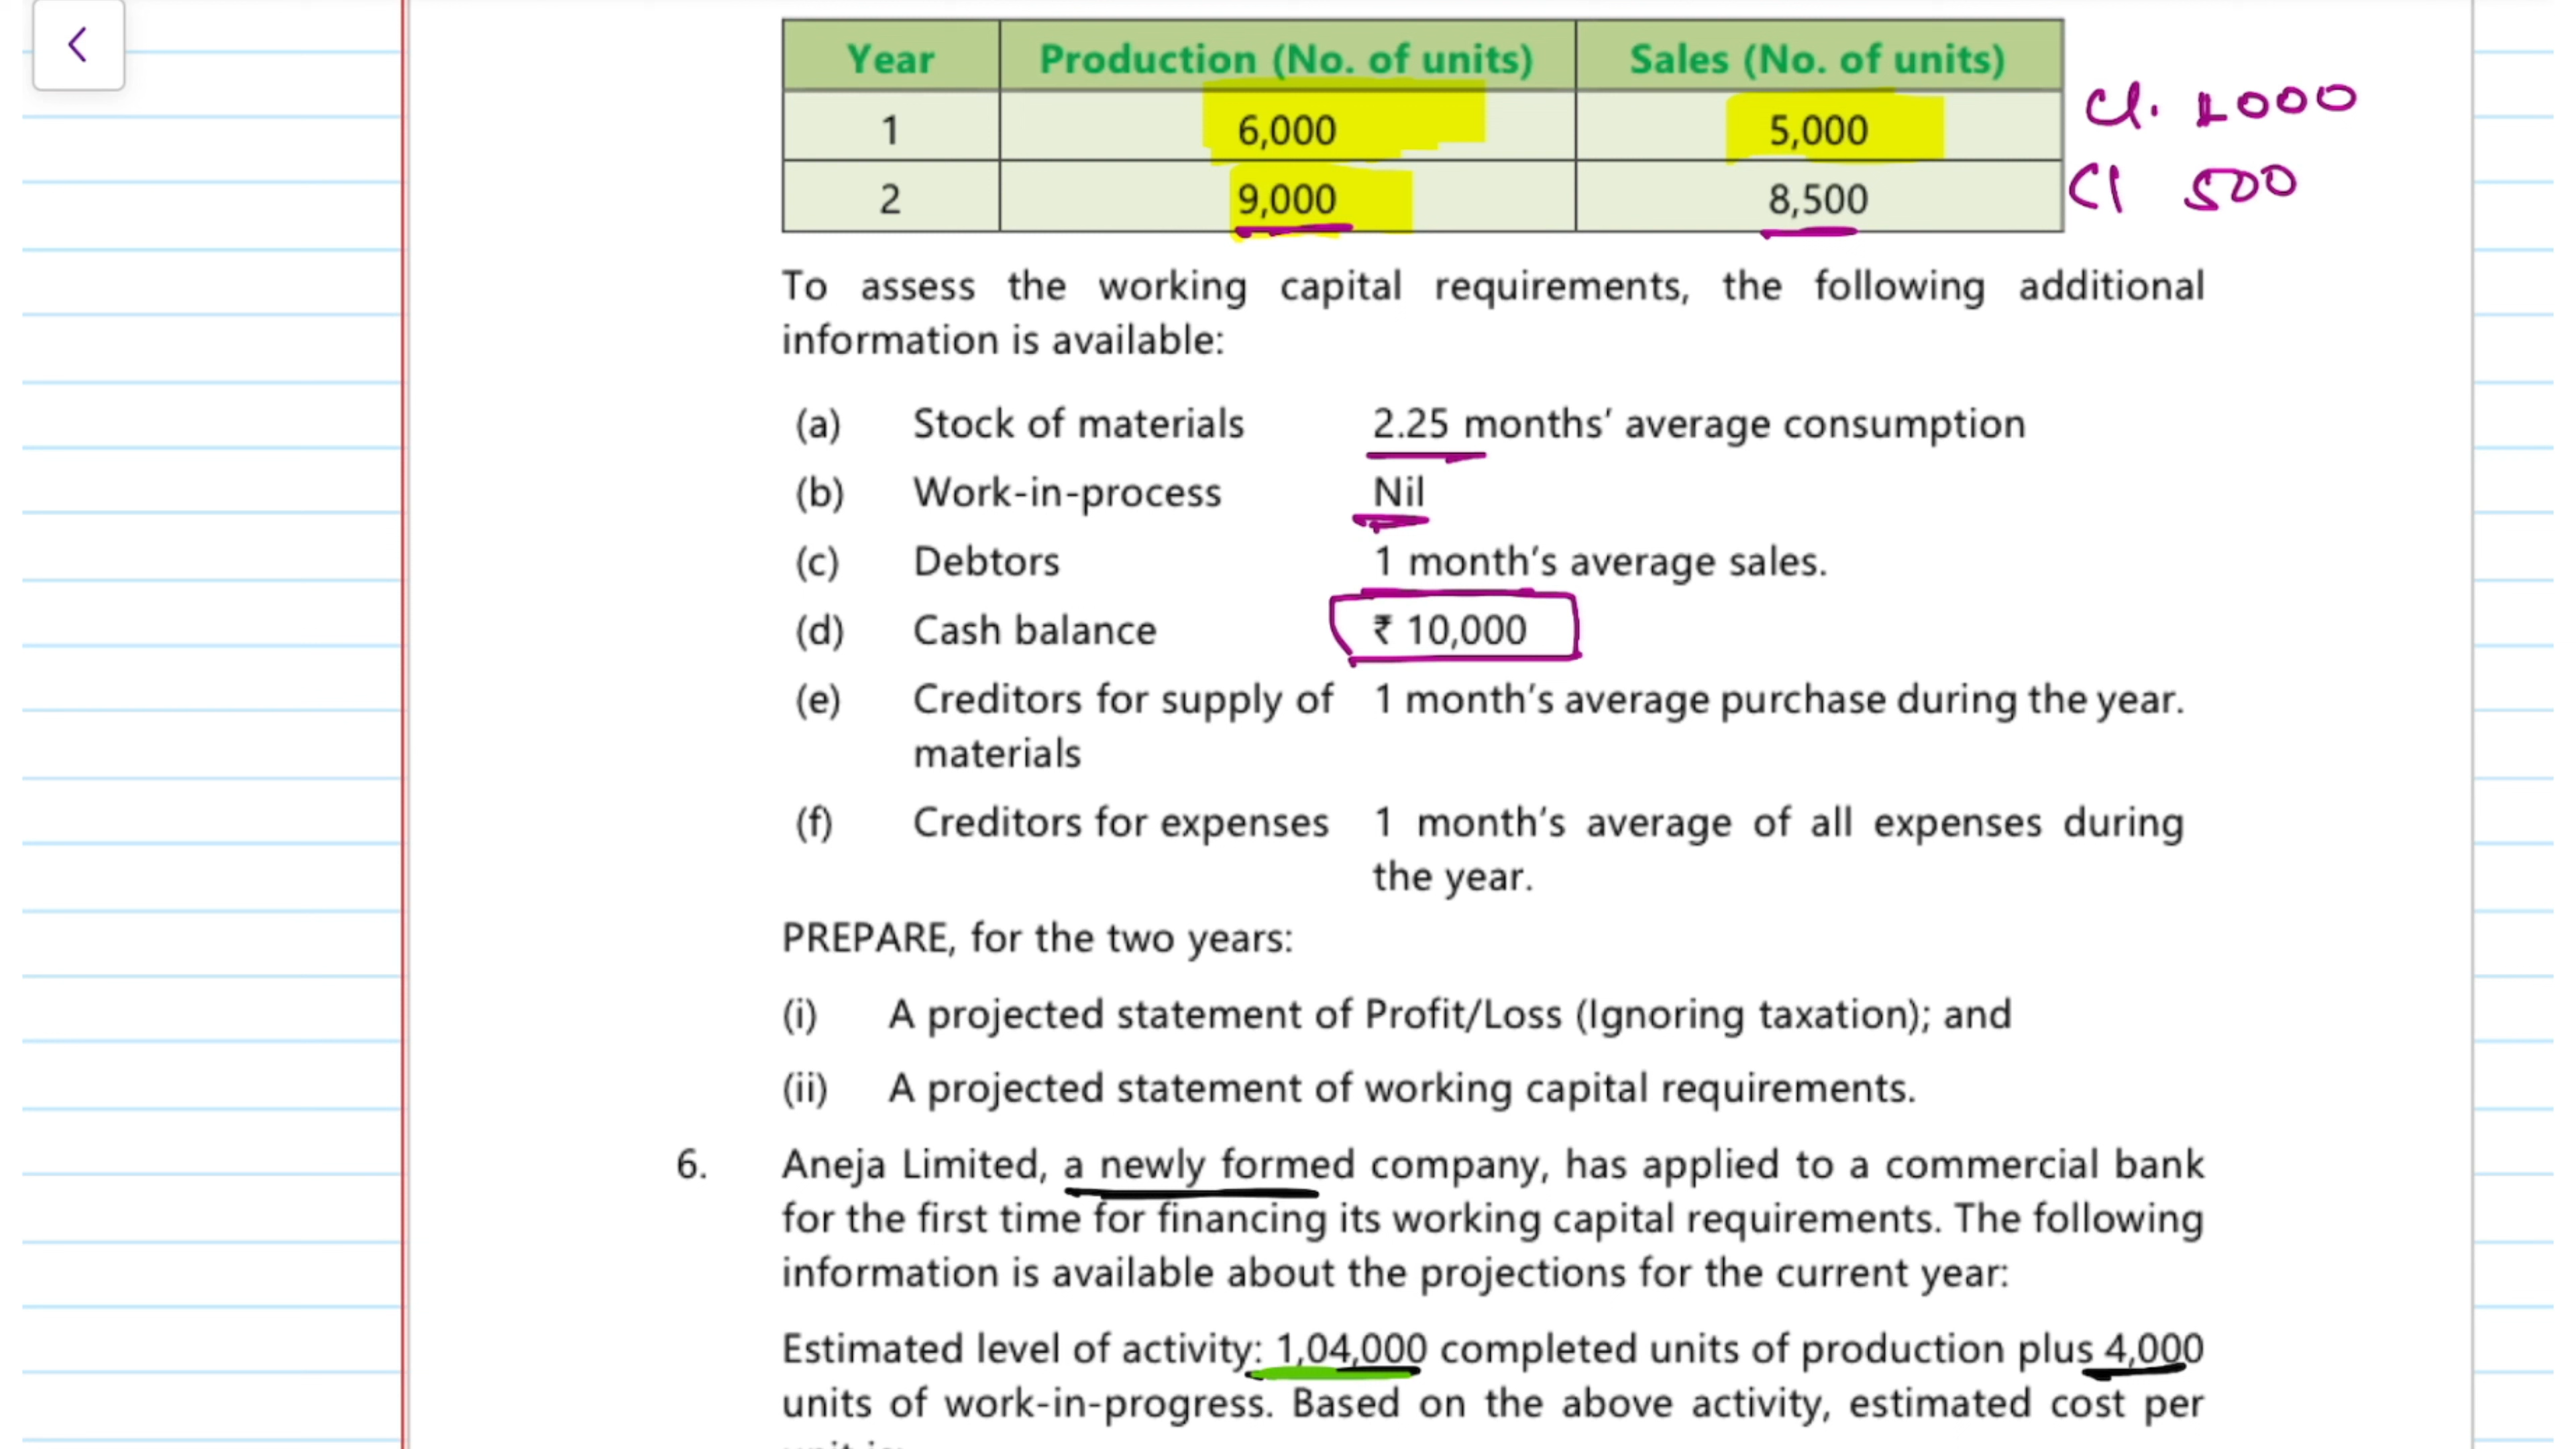 Year Production (No. of units) Sales (No. of units)
1 6,000 5,000 Cl. 1000
2 9,000 8,500 Cl 500
To assess the working capital requirements, the following additional
information is available:
(a) Stock of materials 2.25 months’ average consumption
(b) Work-in-process Nil
(c) Debtors 1 month’s average sales.
(d) Cash balance ₹ 10,000
(e) Creditors for supply of 1 month’s average purchase during the year.
materials
(f) Creditors for expenses 1 month’s average of all expenses during
the year.
PREPARE, for the two years:
(i) A projected statement of Profit/Loss (Ignoring taxation); and
(ii) A projected statement of working capital requirements.
6. Aneja Limited, a newly formed company, has applied to a commercial bank
for the first time for financing its working capital requirements. The following
information is available about the projections for the current year:
Estimated level of activity: 1,04,000 completed units of production plus 4,000
units of work-in-progress. Based on the above activity, estimated cost per